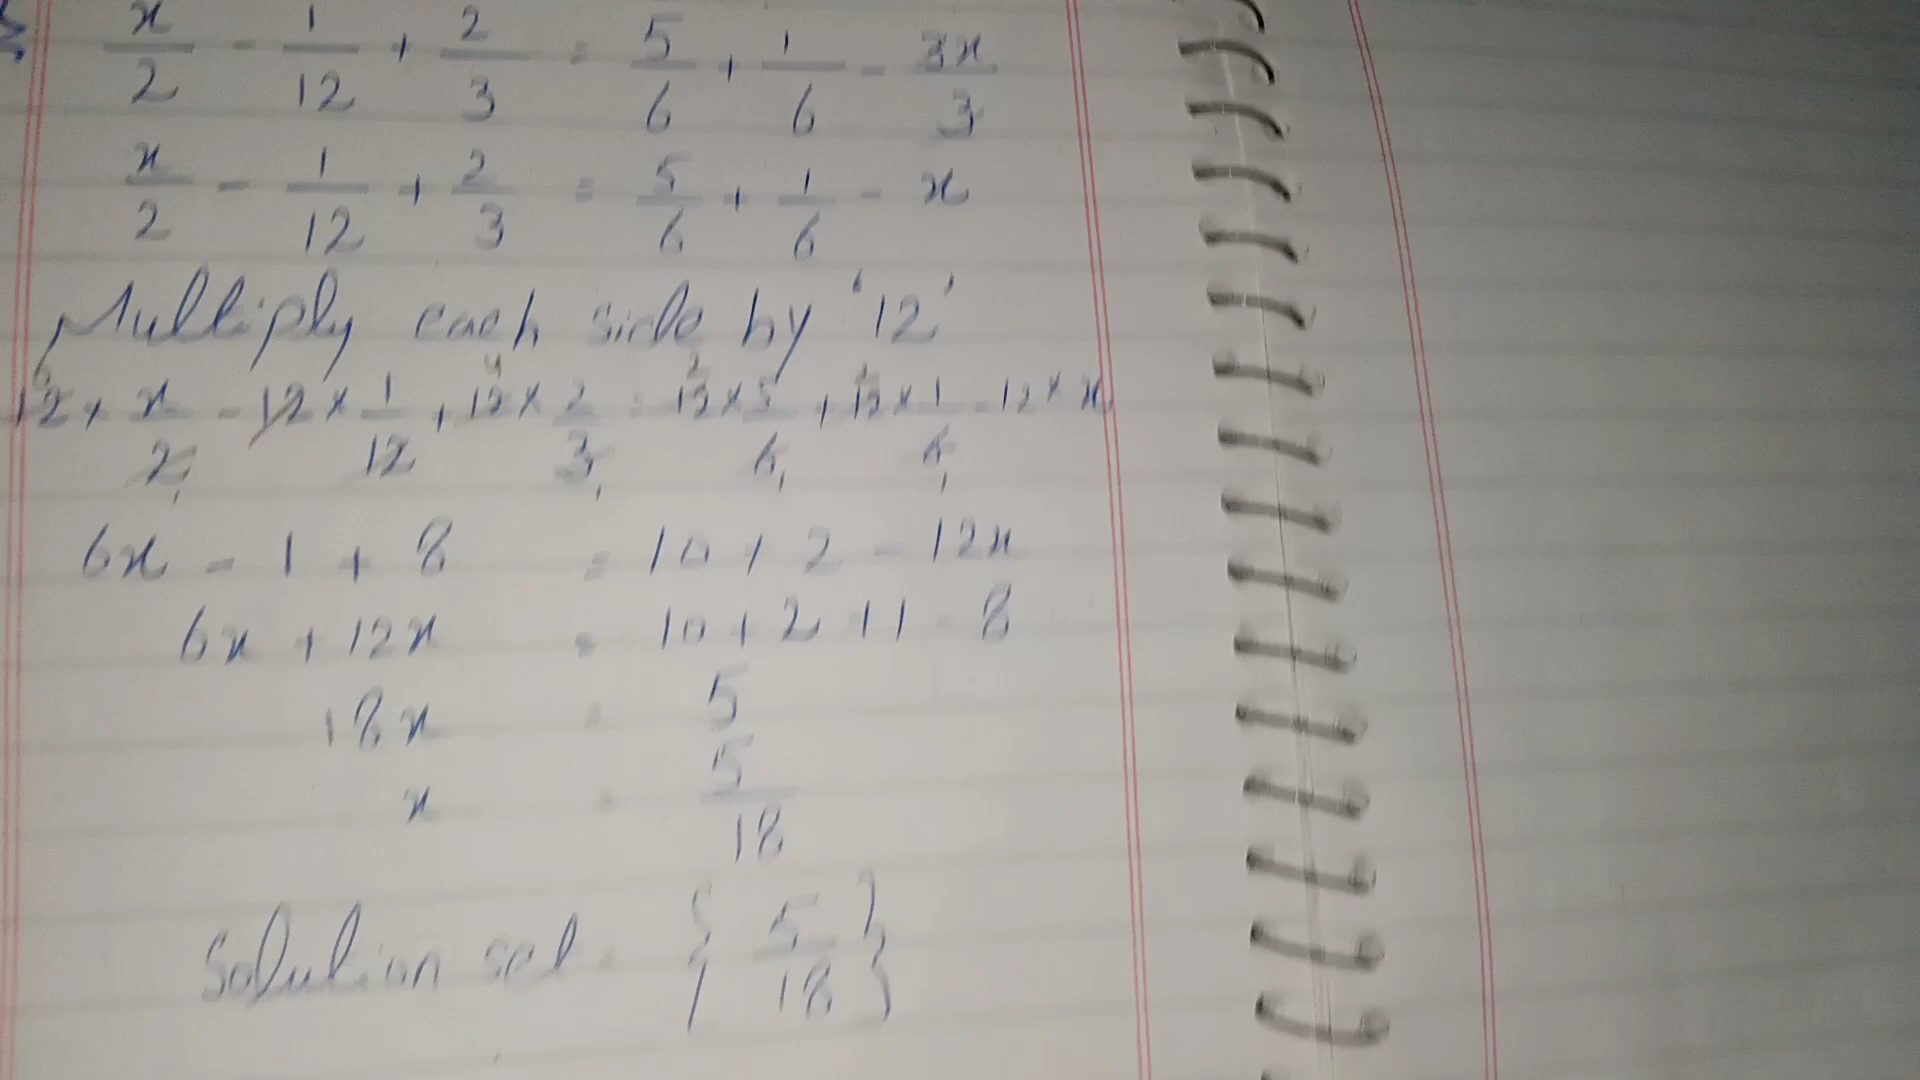 x/2 - 1/12 + 2/3 = 5/6 + 1/6 - 3x/3
x/2 - 1/12 + 2/3 = 5/6 + 1/6 - x
Multiply each side by '12'
12 × x/2 - 12 × 1/12 + 12 × 2/3 = 12 × 5/6 + 12 × 1/6 - 12 × x
6x - 1 + 8 = 10 + 2 - 12x
6x + 12x = 10 + 2 + 1 - 8
18x = 5
x = 5/18
Solution set = {5/18}